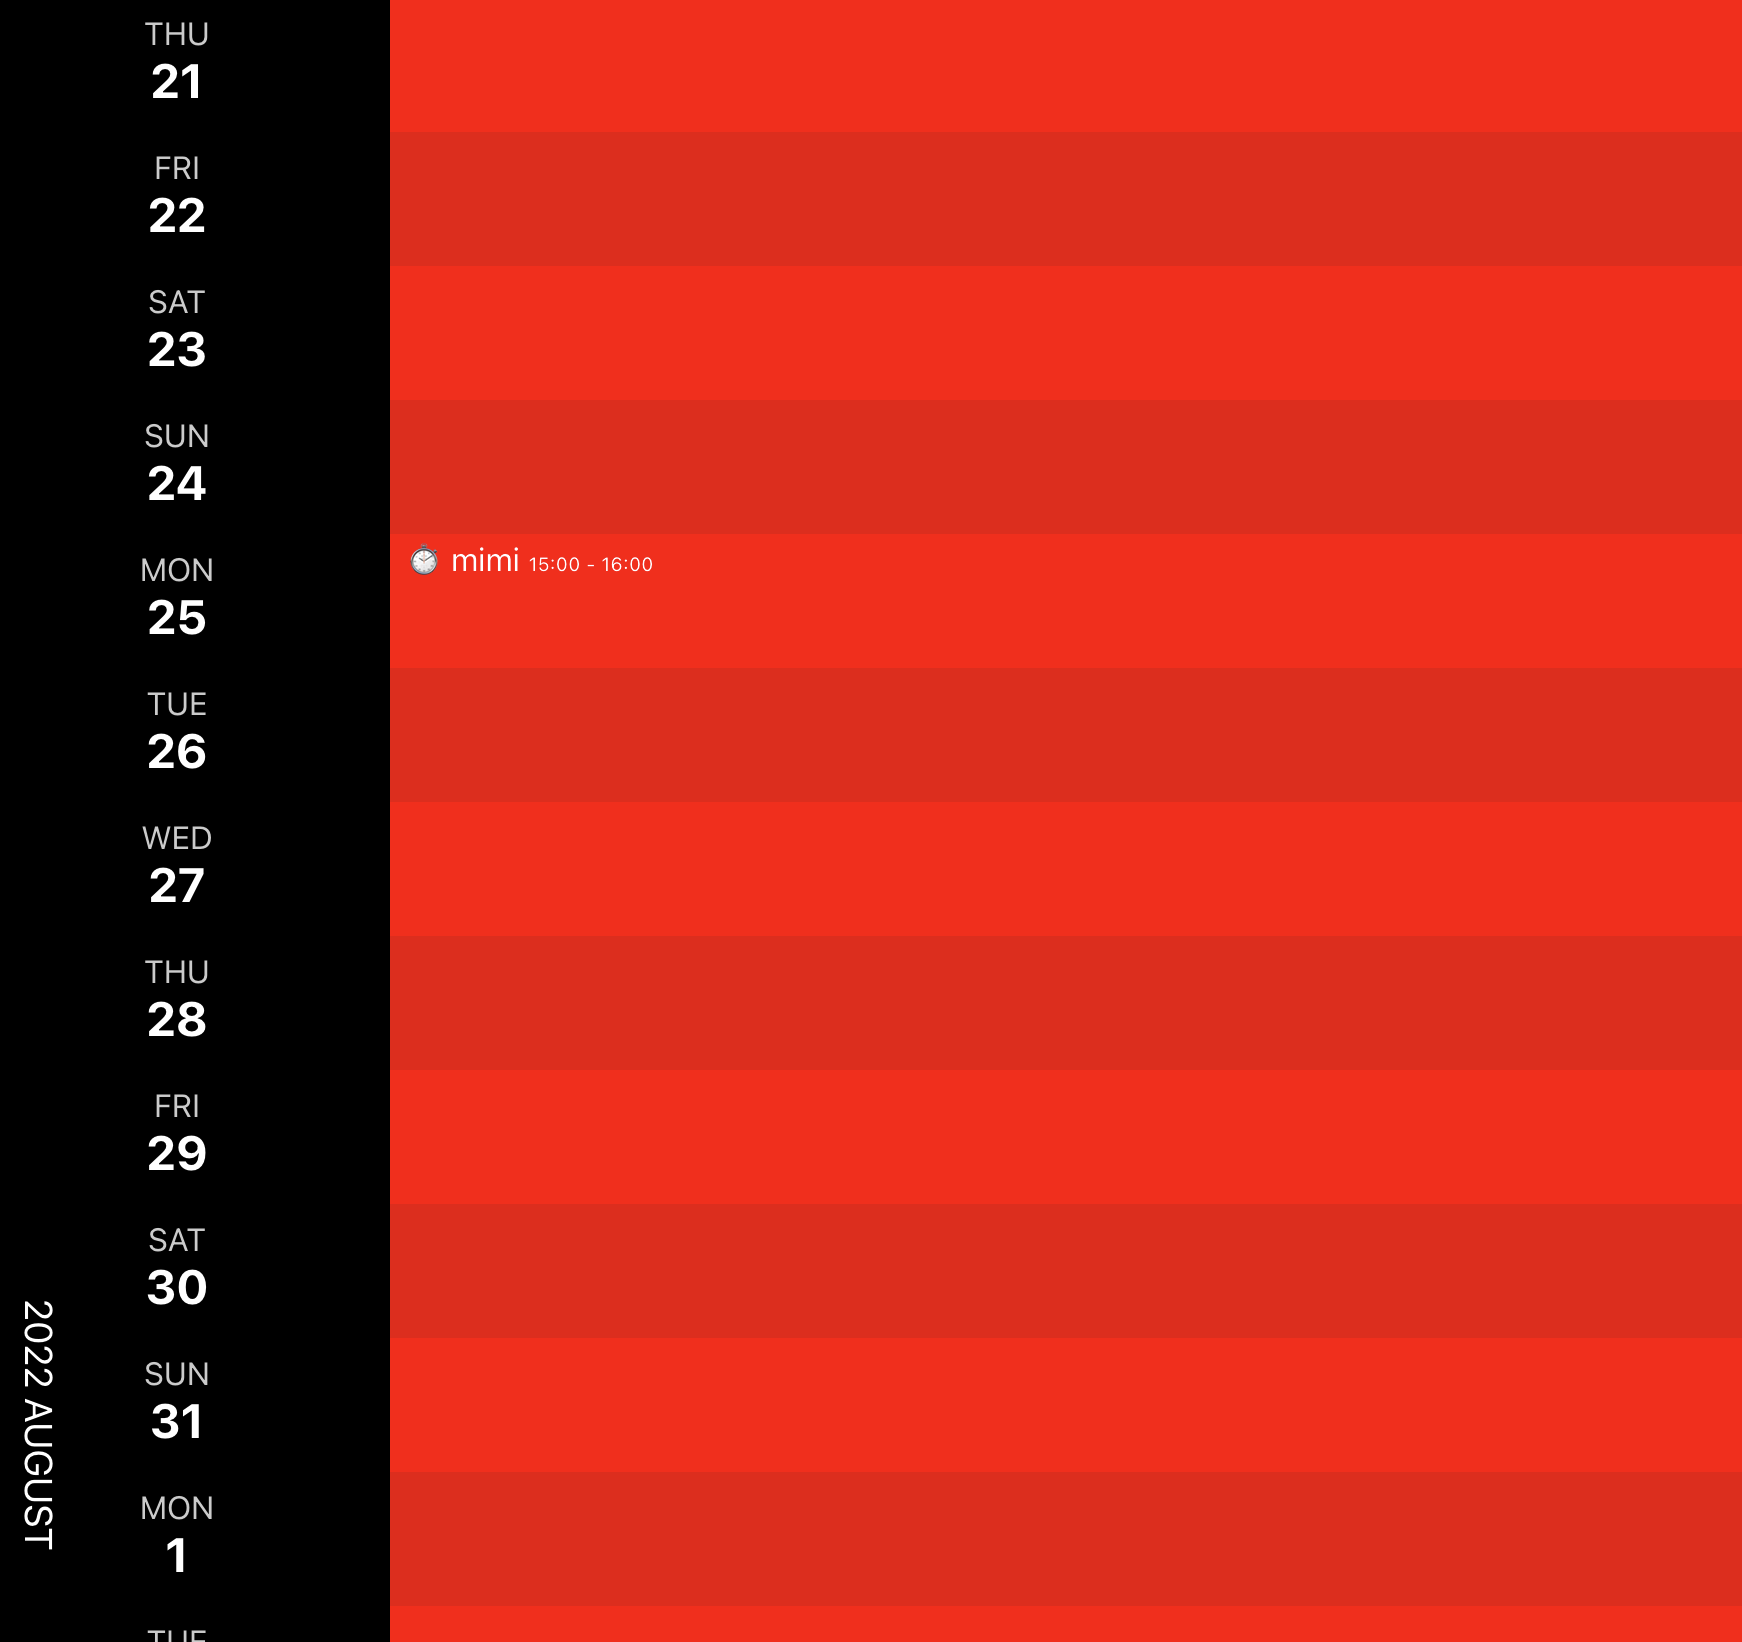 THU
21
FRI
22
SAT
23
SUN
24
MON
25
mimi 15:00 - 16:00
TUE
26
WED
27
THU
28
FRI
29
SAT
30
SUN
31
2022 AUGUST
MON
1
TUE